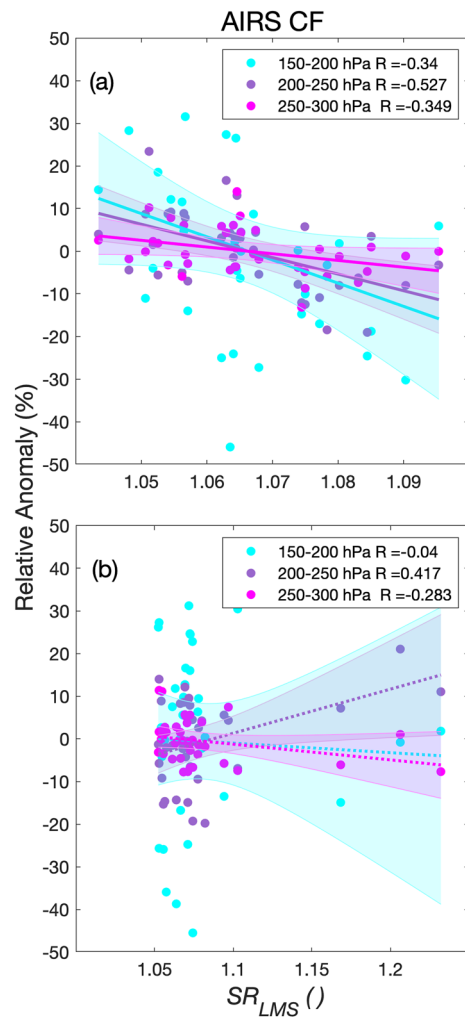 AIRS CF
Relative Anomaly (%)
(a)
150-200 hPa R =-0.34
200-250 hPa R =-0.527
250-300 hPa  R =-0.349
50
40
30
20
10
0
-10
-20
-30
-40
-50
1.05
1.06
1.07
1.08
1.09
(b)
150-200 hPa R=-0.04
200-250 hPa R=0.417
250-300 hPa  R=-0.283
50
40
30
20
10
0
-10
-20
-30
-40
-50
1.05
1.1
1.15
1.2
SR_LMS ()